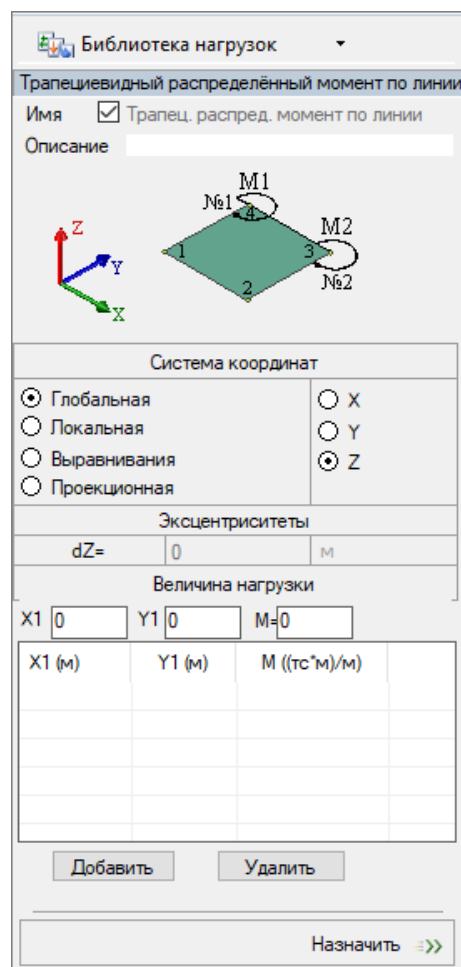 Библиотека нагрузок
Трапециевидный распределённый момент по линии
Имя Трапец. распред. момент по линии
Описание
M1
№1
4
Z
M2
Y
1
3
№2
2
X
Система координат
Глобальная X
Локальная Y
Выравнивания Z
Проекционная
Эксцентриситеты
dZ= 0 м
Величина нагрузки
X1 0 Y1 0 M=0
X1 (м) Y1 (м) M ((тс*м)/м)
Добавить Удалить
Назначить